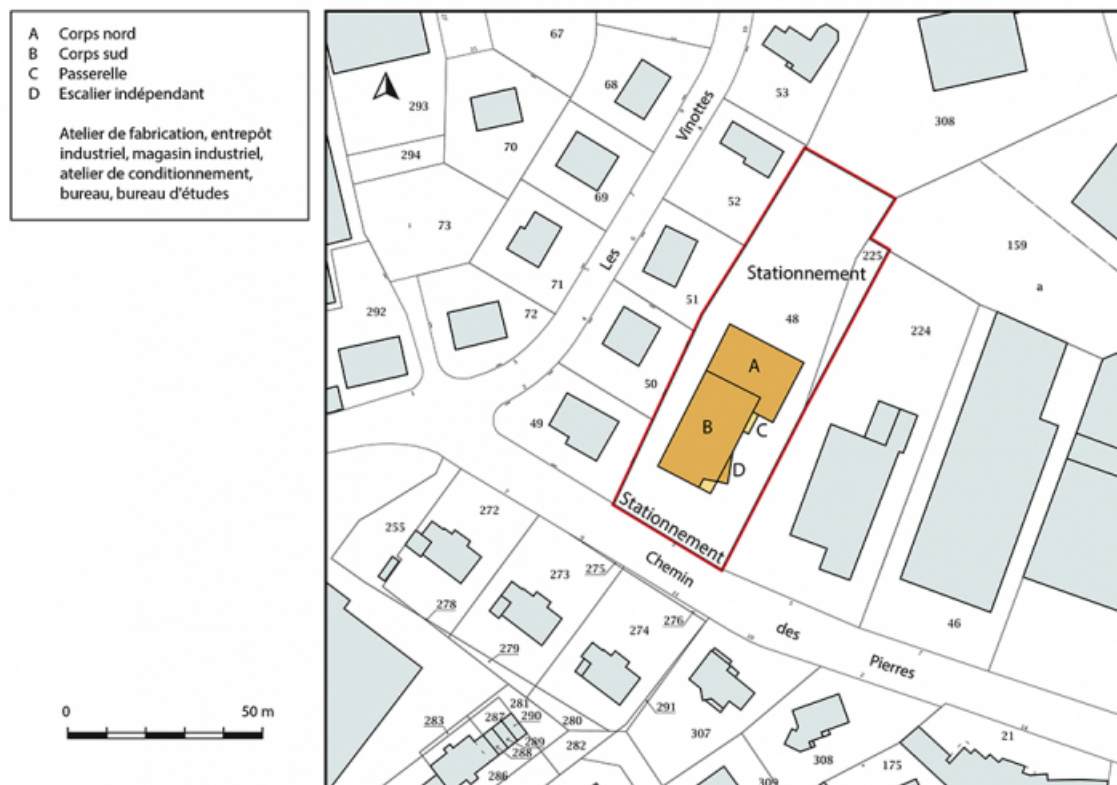 A Corps nord
B Corps sud
C Passerelle
D Escalier indépendant
Atelier de fabrication, entrepôt
industriel, magasin industriel,
atelier de conditionnement,
bureau, bureau d'études
0 50 m
67
68
53
293
70
308
294
69
52
73
Les Vinottes
159
a
225
Stationnement
71
51
292
72
48
224
50
A
49
B
C
D
Stationnement
272
255
273
275
Chemin des Pierres
278
274
276
46
279
281
291
283
287
290
280
307
289
288
282
286
308
21
175
309